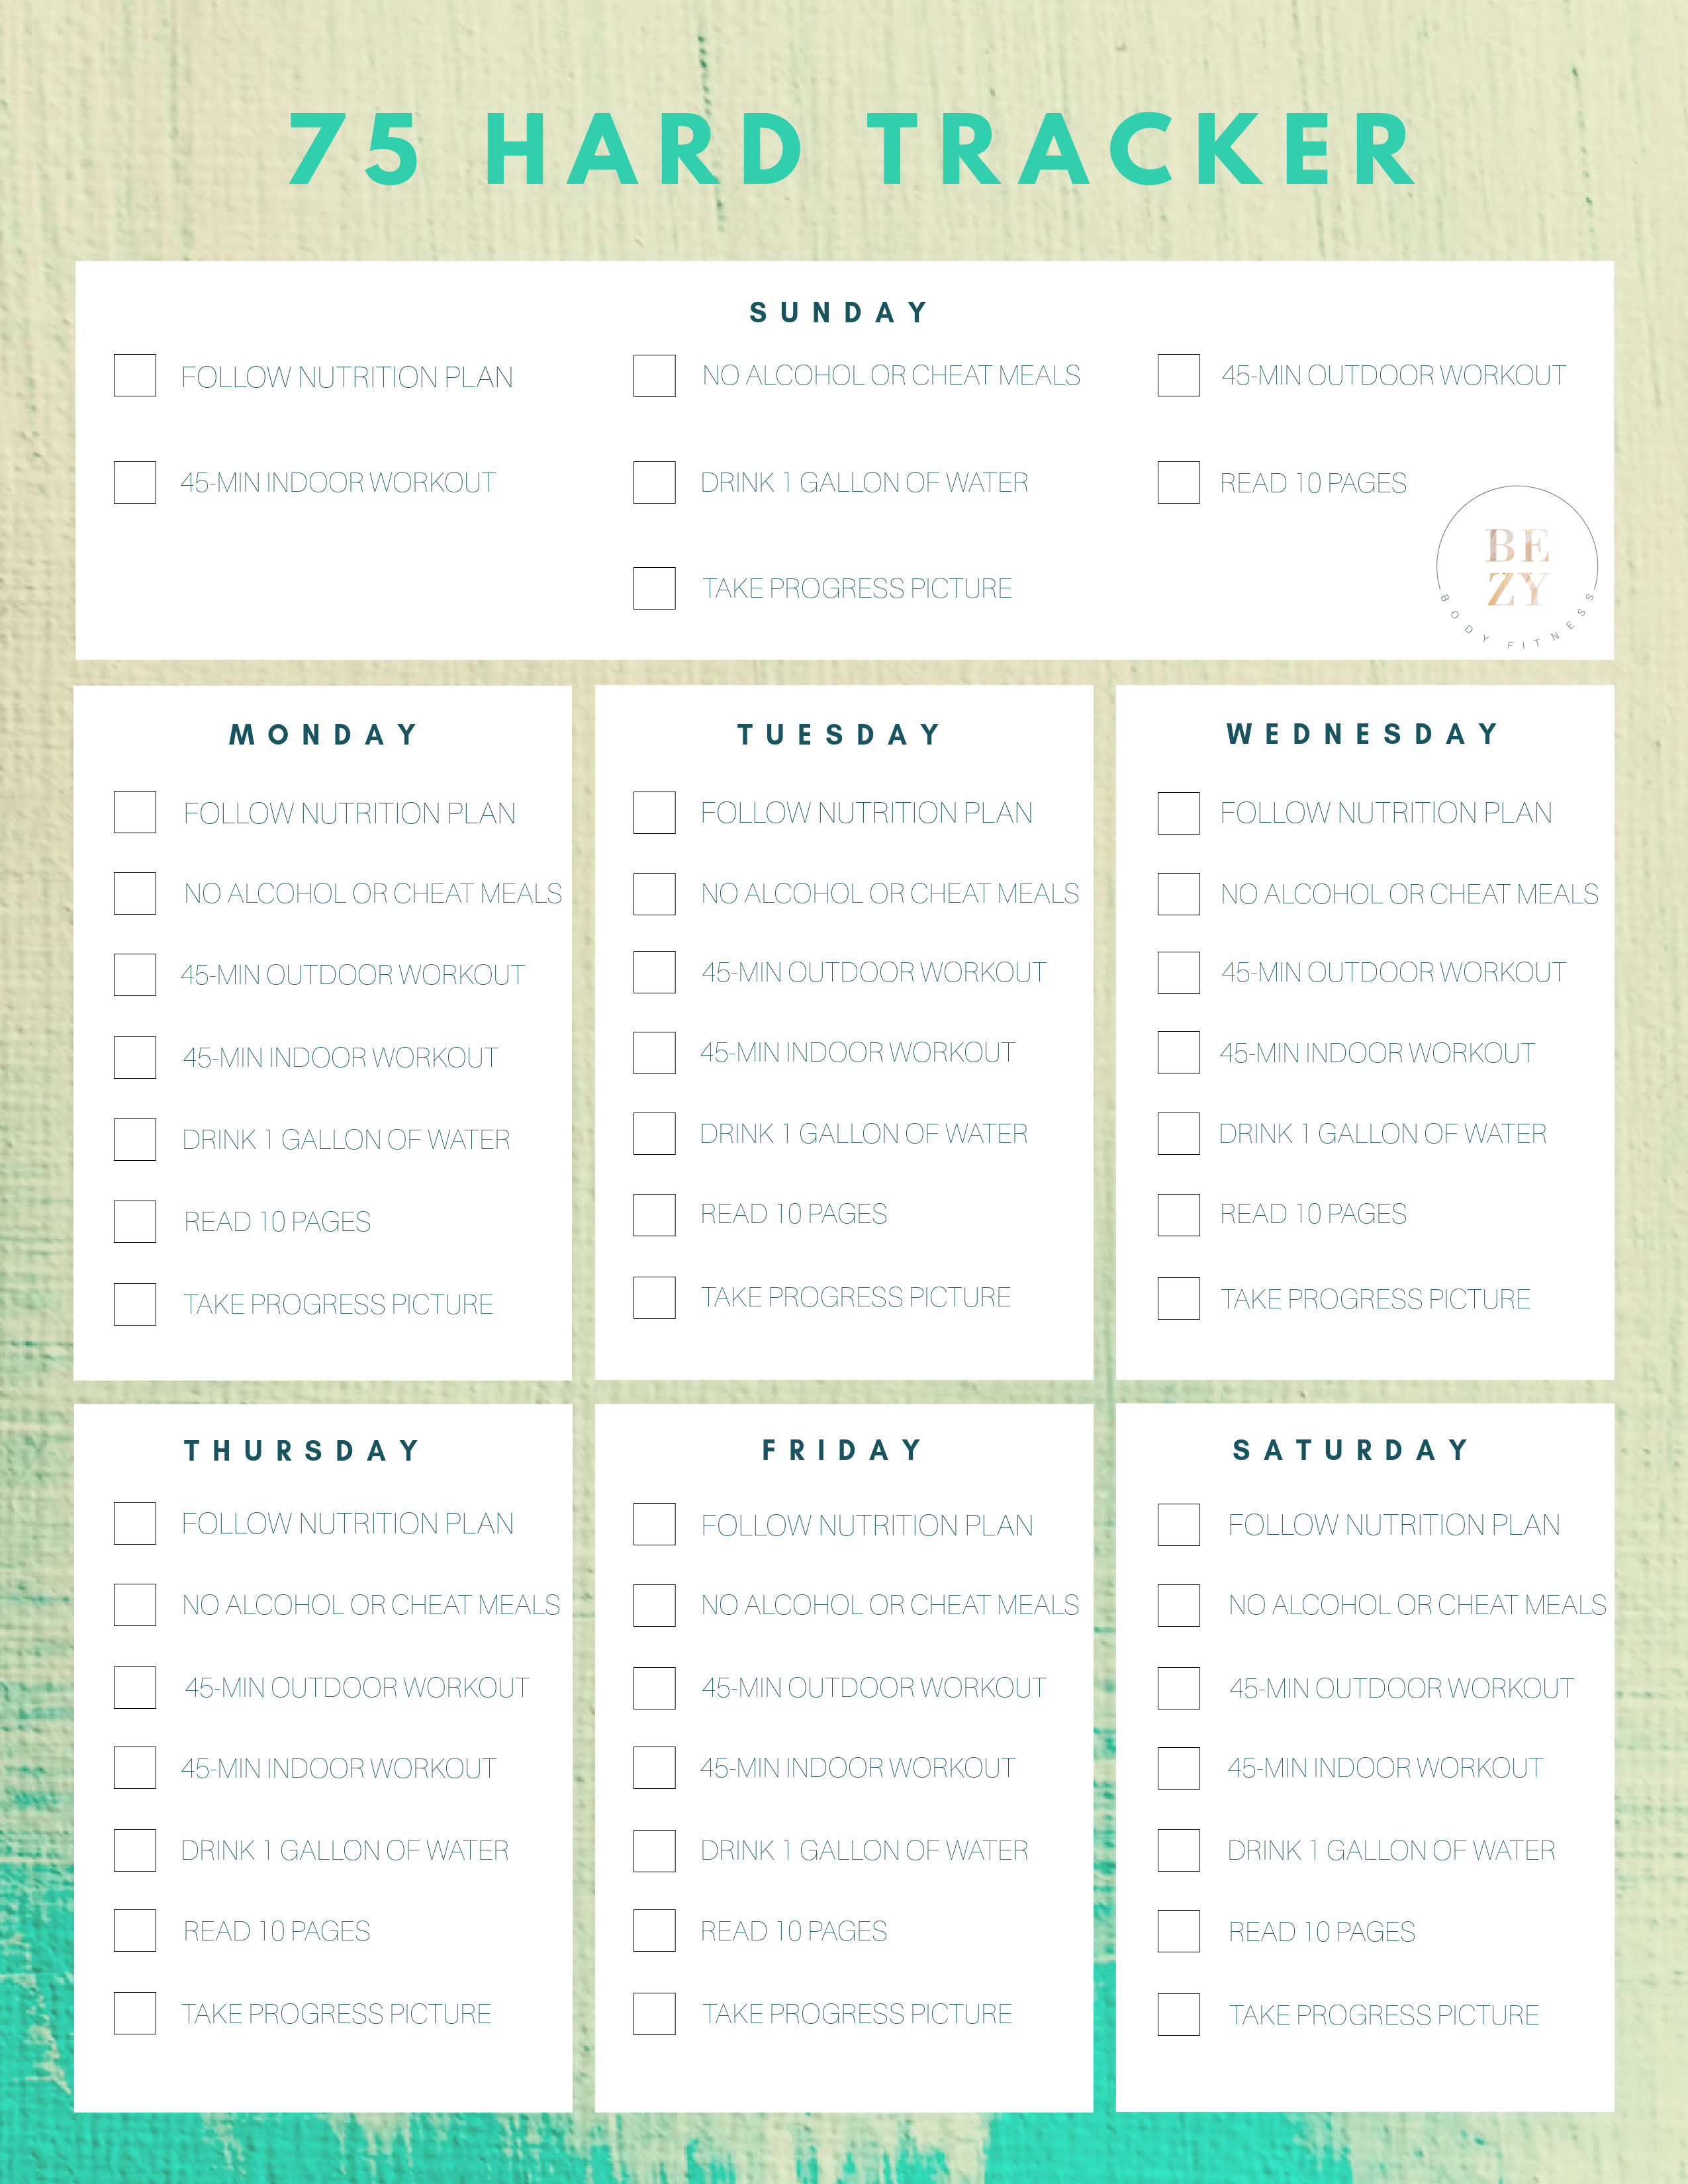 75 HARD TRACKER
SUNDAY
FOLLOW NUTRITION PLAN
NO ALCOHOL OR CHEAT MEALS
45-MIN OUTDOOR WORKOUT
45-MIN INDOOR WORKOUT
DRINK 1 GALLON OF WATER
READ 10 PAGES
TAKE PROGRESS PICTURE
BE
ZY
BODY FITNESS
MONDAY
FOLLOW NUTRITION PLAN
NO ALCOHOL OR CHEAT MEALS
45-MIN OUTDOOR WORKOUT
45-MIN INDOOR WORKOUT
DRINK 1 GALLON OF WATER
READ 10 PAGES
TAKE PROGRESS PICTURE
TUESDAY
FOLLOW NUTRITION PLAN
NO ALCOHOL OR CHEAT MEALS
45-MIN OUTDOOR WORKOUT
45-MIN INDOOR WORKOUT
DRINK 1 GALLON OF WATER
READ 10 PAGES
TAKE PROGRESS PICTURE
WEDNESDAY
FOLLOW NUTRITION PLAN
NO ALCOHOL OR CHEAT MEALS
45-MIN OUTDOOR WORKOUT
45-MIN INDOOR WORKOUT
DRINK 1 GALLON OF WATER
READ 10 PAGES
TAKE PROGRESS PICTURE
THURSDAY
FOLLOW NUTRITION PLAN
NO ALCOHOL OR CHEAT MEALS
45-MIN OUTDOOR WORKOUT
45-MIN INDOOR WORKOUT
DRINK 1 GALLON OF WATER
READ 10 PAGES
TAKE PROGRESS PICTURE
FRIDAY
FOLLOW NUTRITION PLAN
NO ALCOHOL OR CHEAT MEALS
45-MIN OUTDOOR WORKOUT
45-MIN INDOOR WORKOUT
DRINK 1 GALLON OF WATER
READ 10 PAGES
TAKE PROGRESS PICTURE
SATURDAY
FOLLOW NUTRITION PLAN
NO ALCOHOL OR CHEAT MEALS
45-MIN OUTDOOR WORKOUT
45-MIN INDOOR WORKOUT
DRINK 1 GALLON OF WATER
READ 10 PAGES
TAKE PROGRESS PICTURE